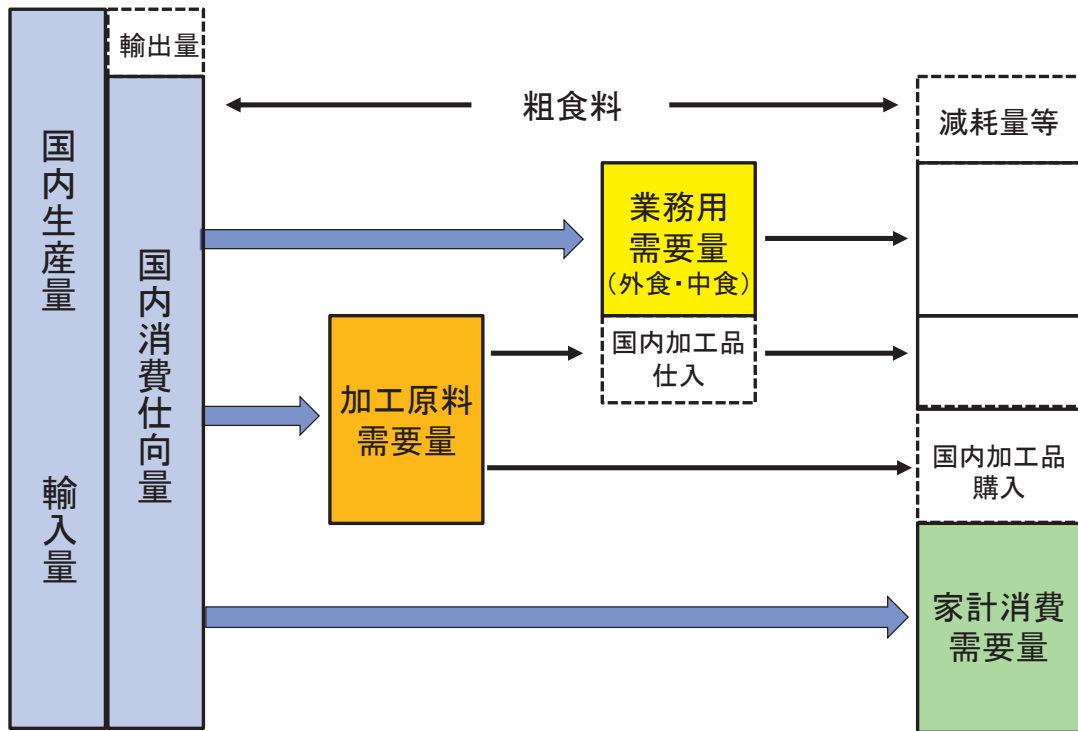 国内生産量
輸入量
輸出量
国内消費仕向量
粗食料
減耗量等
業務用
需要量
（外食・中食）
国内加工品
仕入
加工原料
需要量
国内加工品
購入
家計消費
需要量